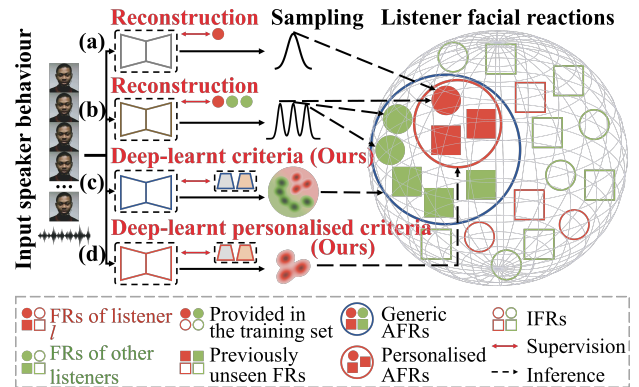 Reconstruction
Sampling
Listener facial reactions
(a)
Reconstruction
(b)
Input speaker behaviour
Deep-learnt criteria (Ours)
...
(c)
Deep-learnt personalised criteria
(Ours)
(d)
FRs of listener
l
Provided in
the training set
Generic
AFRs
IFRs
Supervision
FRs of other
listeners
Previously
unseen FRs
Personalised
AFRs
Inference